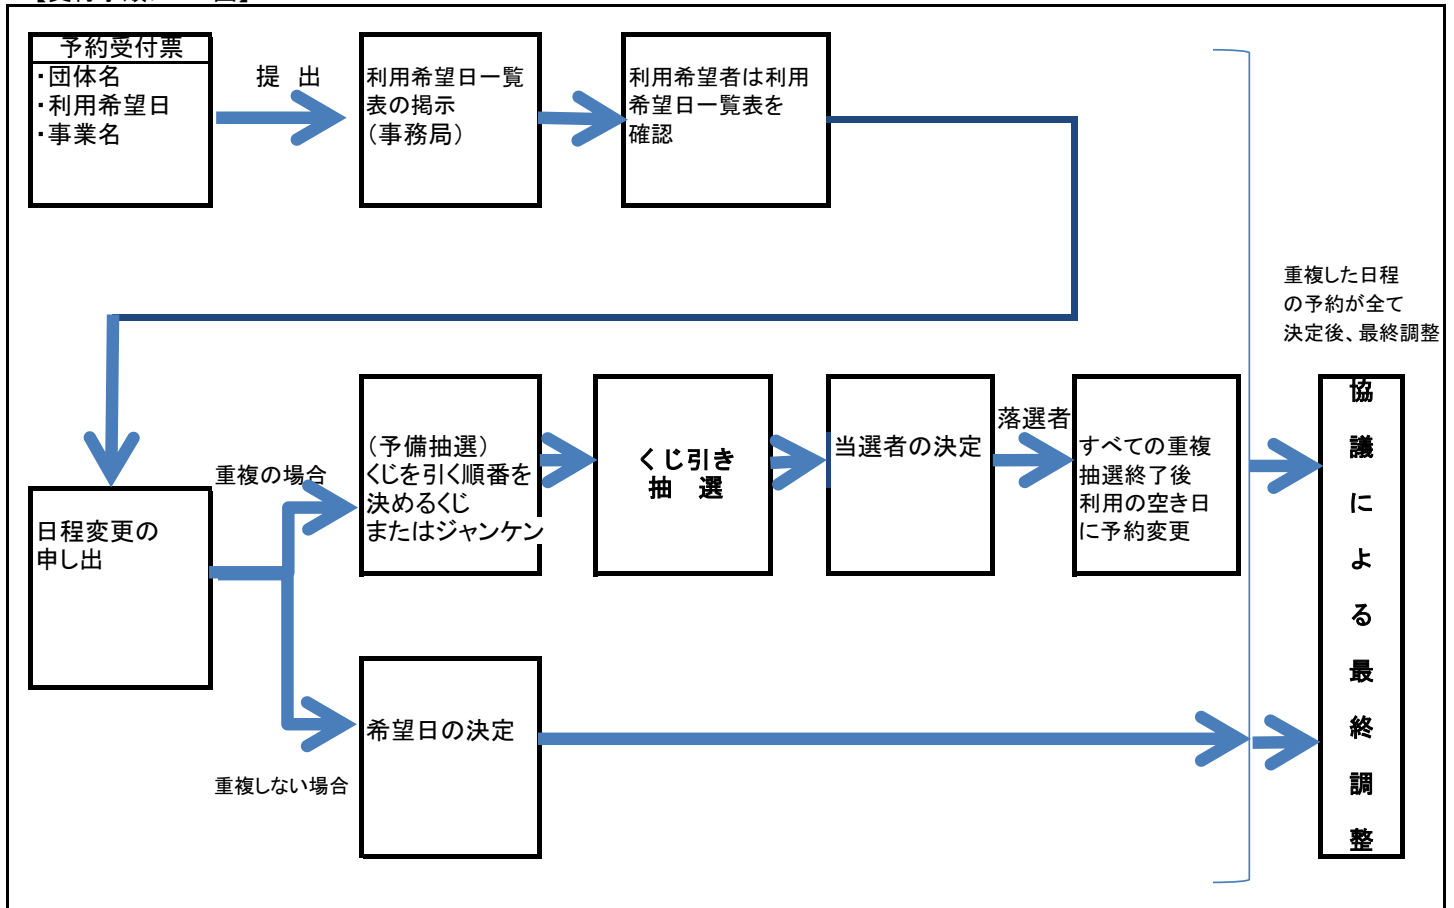 予約受付票
・団体名
・利用希望日
・事業名
提 出
利用希望日一覧
表の掲示
（事務局）
利用希望者は利用
希望日一覧表を
確認
重複した日程
の予約が全て
決定後、最終調整
日程変更の
申し出
重複の場合
（予備抽選）
くじを引く順番を
決めるくじ
またはジャンケン
くじ引き
抽 選
当選者の決定
落選者
すべての重複
抽選終了後
利用の空き日
に予約変更
重複しない場合
希望日の決定
協議による最終調整